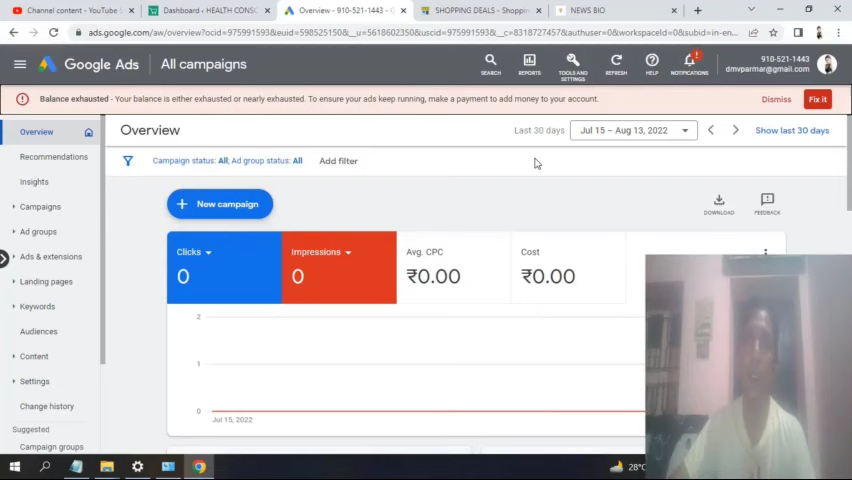 Channel content - YouTube S
Dashboard ‹ HEALTH CONSC
Overview - 910-521-1443 - G
SHOPPING DEALS - Shoppin
NEWS BIO
ads.google.com/aw/overview?ocid=975991593&euid=598525150&__u=5618602350&uscid=975991593&__c=8318727457&authuser=0&workspaceId=0&subid=in-en...
Google Ads
All campaigns
SEARCH
REPORTS
TOOLS AND SETTINGS
REFRESH
HELP
NOTIFICATIONS
910-521-1443
dmvparmar@gmail.com
Balance exhausted - Your balance is either exhausted or nearly exhausted. To ensure your ads keep running, make a payment to add money to your account.
Dismiss
Fix it
Overview
Recommendations
Insights
Campaigns
Ad groups
Ads & extensions
Landing pages
Keywords
Audiences
Content
Settings
Change history
Suggested
Campaign groups
Overview
Last 30 days
Jul 15 – Aug 13, 2022
Show last 30 days
Campaign status: All; Ad group status: All
Add filter
New campaign
DOWNLOAD
FEEDBACK
Clicks
0
Impressions
0
Avg. CPC
₹0.00
Cost
₹0.00
2
1
0
Jul 15, 2022
28°C